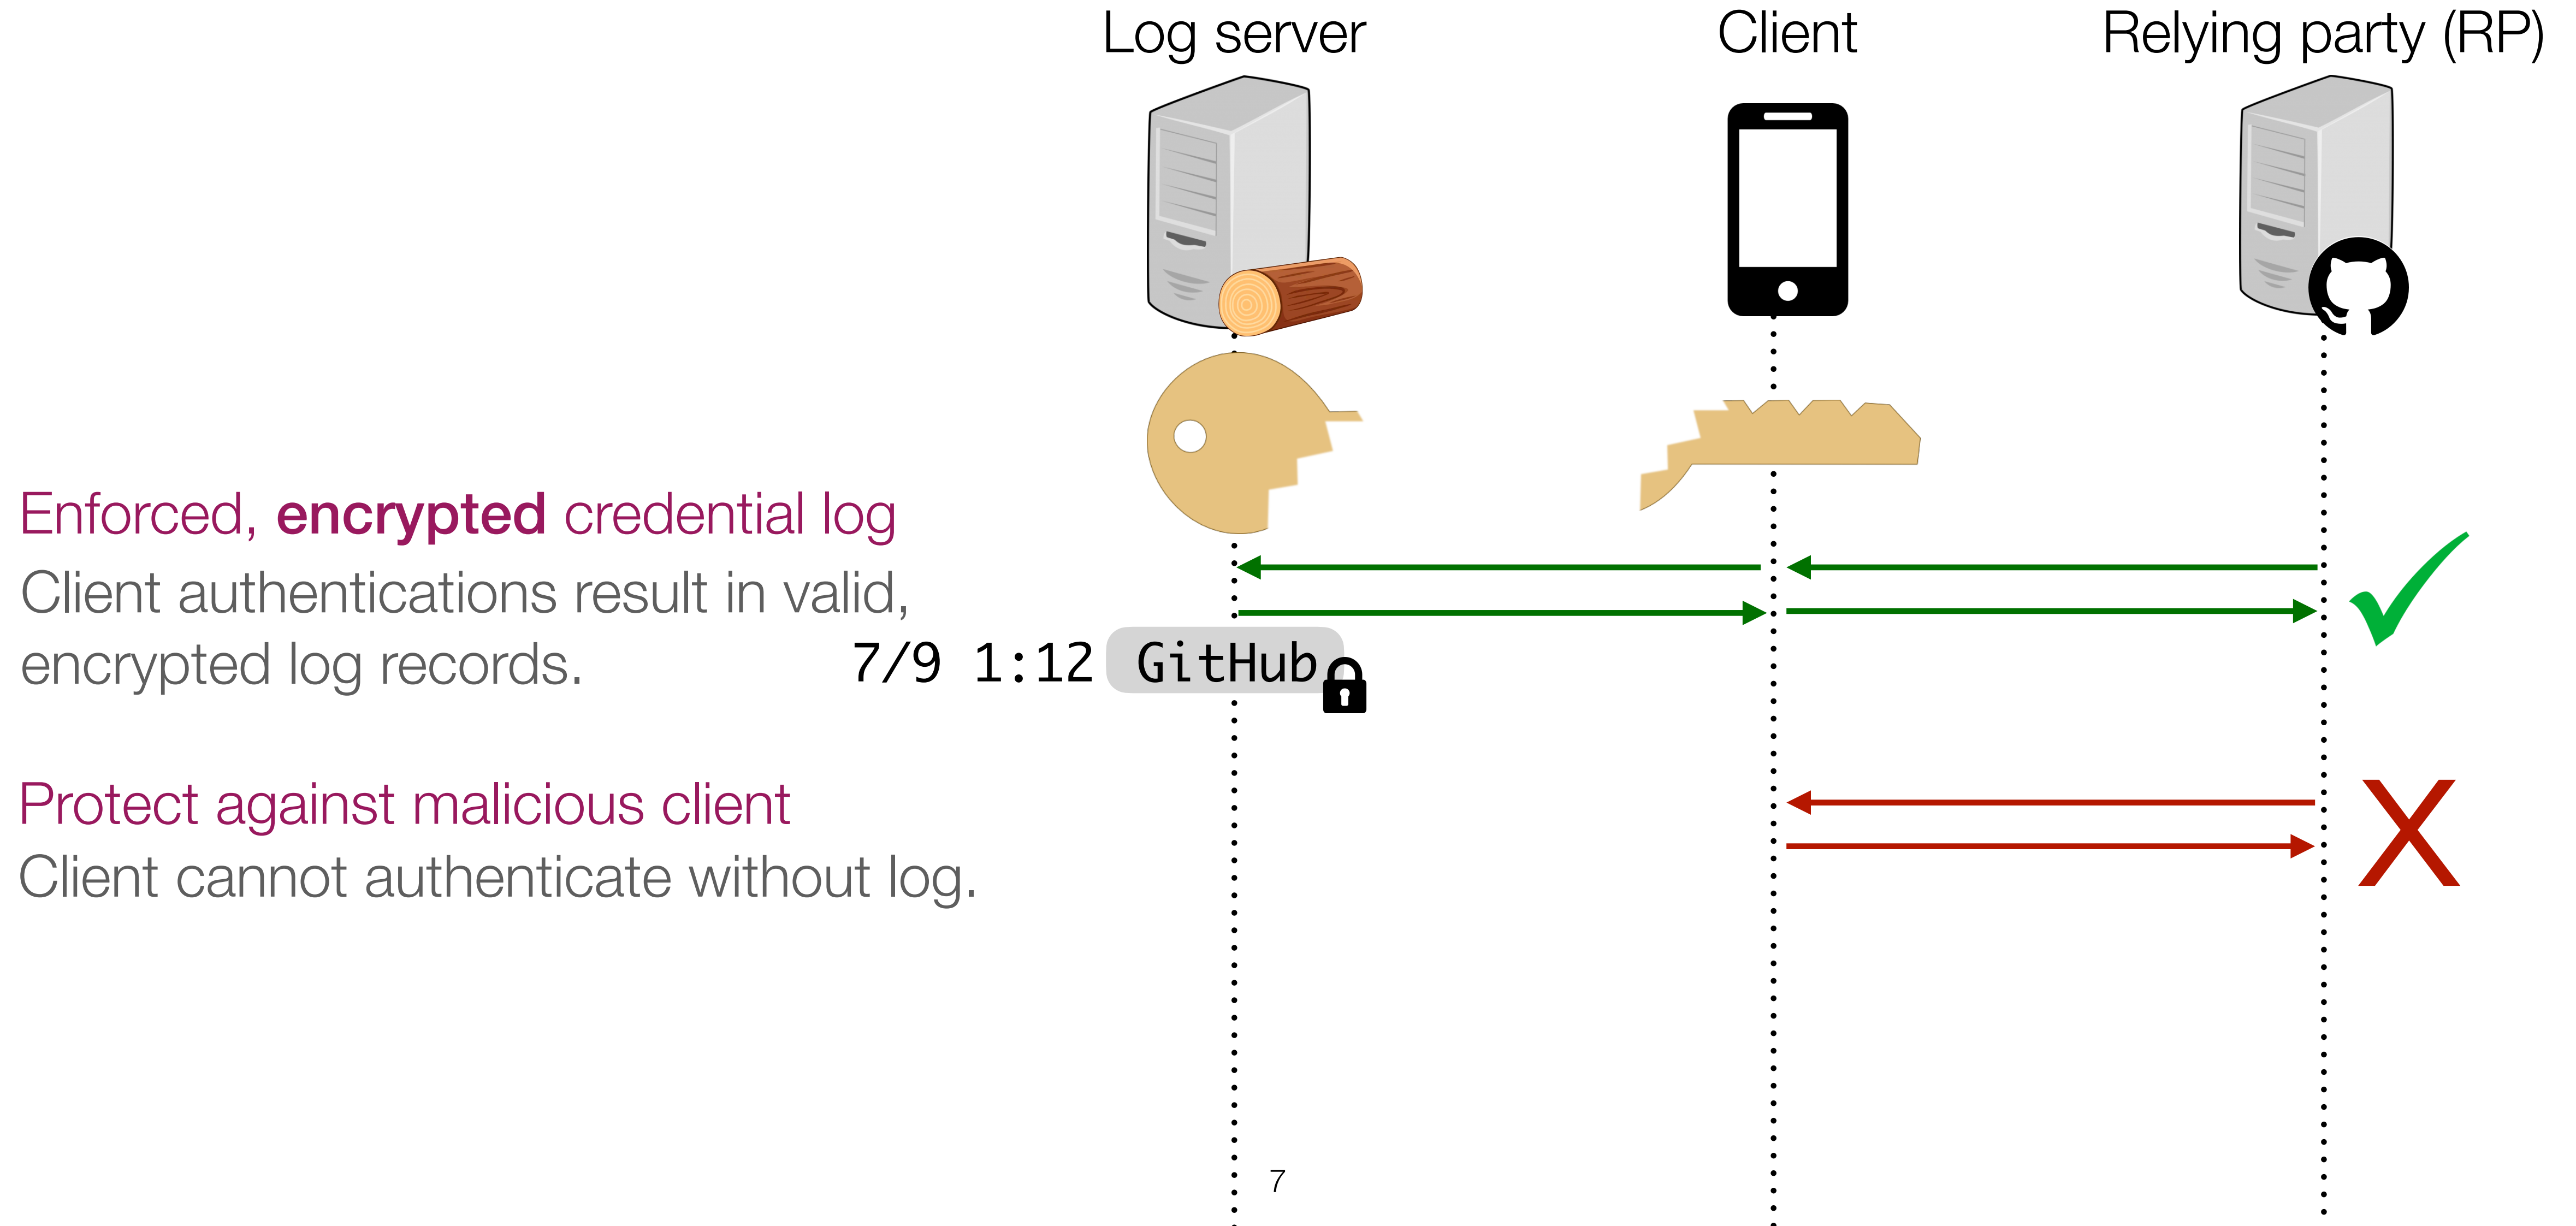 Log server
Client
Relying party (RP)
Enforced, encrypted credential log
Client authentications result in valid,
encrypted log records.
7/9 1:12 GitHub
Protect against malicious client
Client cannot authenticate without log.
X
7